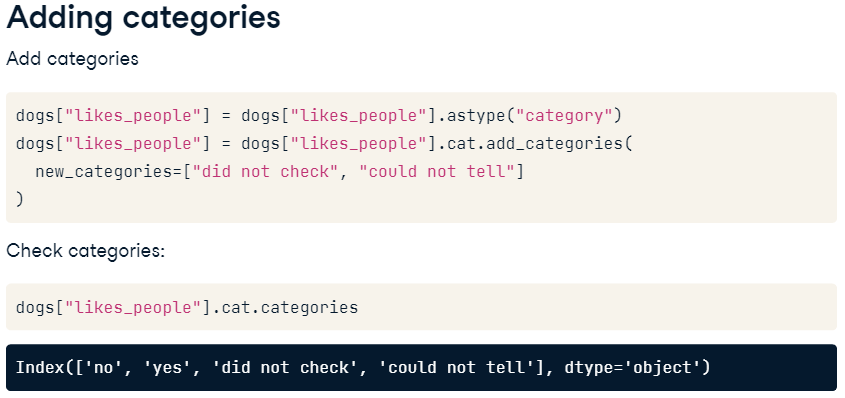 Adding categories
Add categories
dogs["likes_people"] = dogs["likes_people"].astype("category")
dogs["likes_people"] = dogs["likes_people"].cat.add_categories(
  new_categories=["did not check", "could not tell"]
)
Check categories:
dogs["likes_people"].cat.categories
Index(['no', 'yes', 'did not check', 'could not tell'], dtype='object')